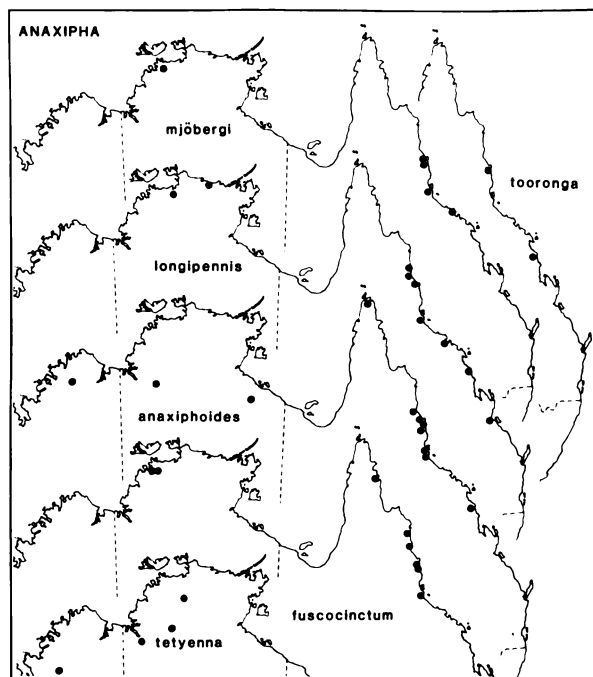 ANAXIPHA
mjöbergi
tooronga
longipennis
anaxiphoides
fuscocinctum
tetyenna